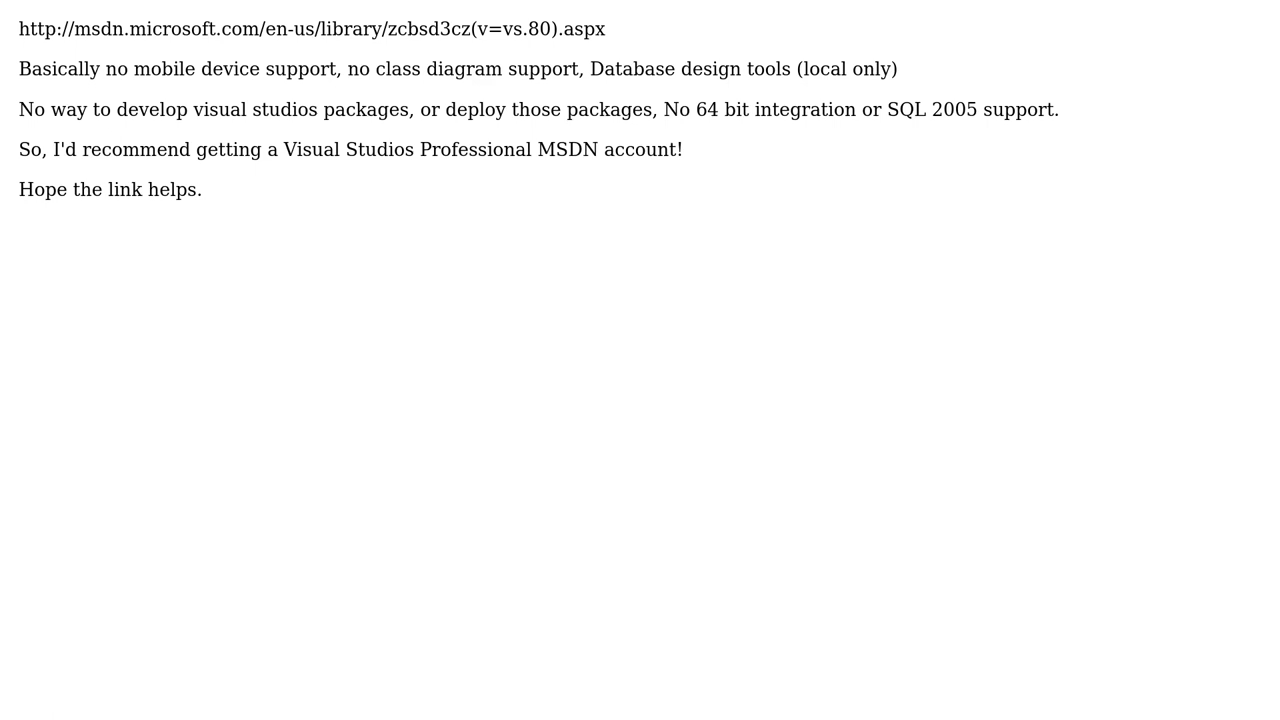 http://msdn.microsoft.com/en-us/library/zcbsd3cz(v=vs.80).aspx
Basically no mobile device support, no class diagram support, Database design tools (local only)
No way to develop visual studios packages, or deploy those packages, No 64 bit integration or SQL 2005 support.
So, I'd recommend getting a Visual Studios Professional MSDN account!
Hope the link helps.